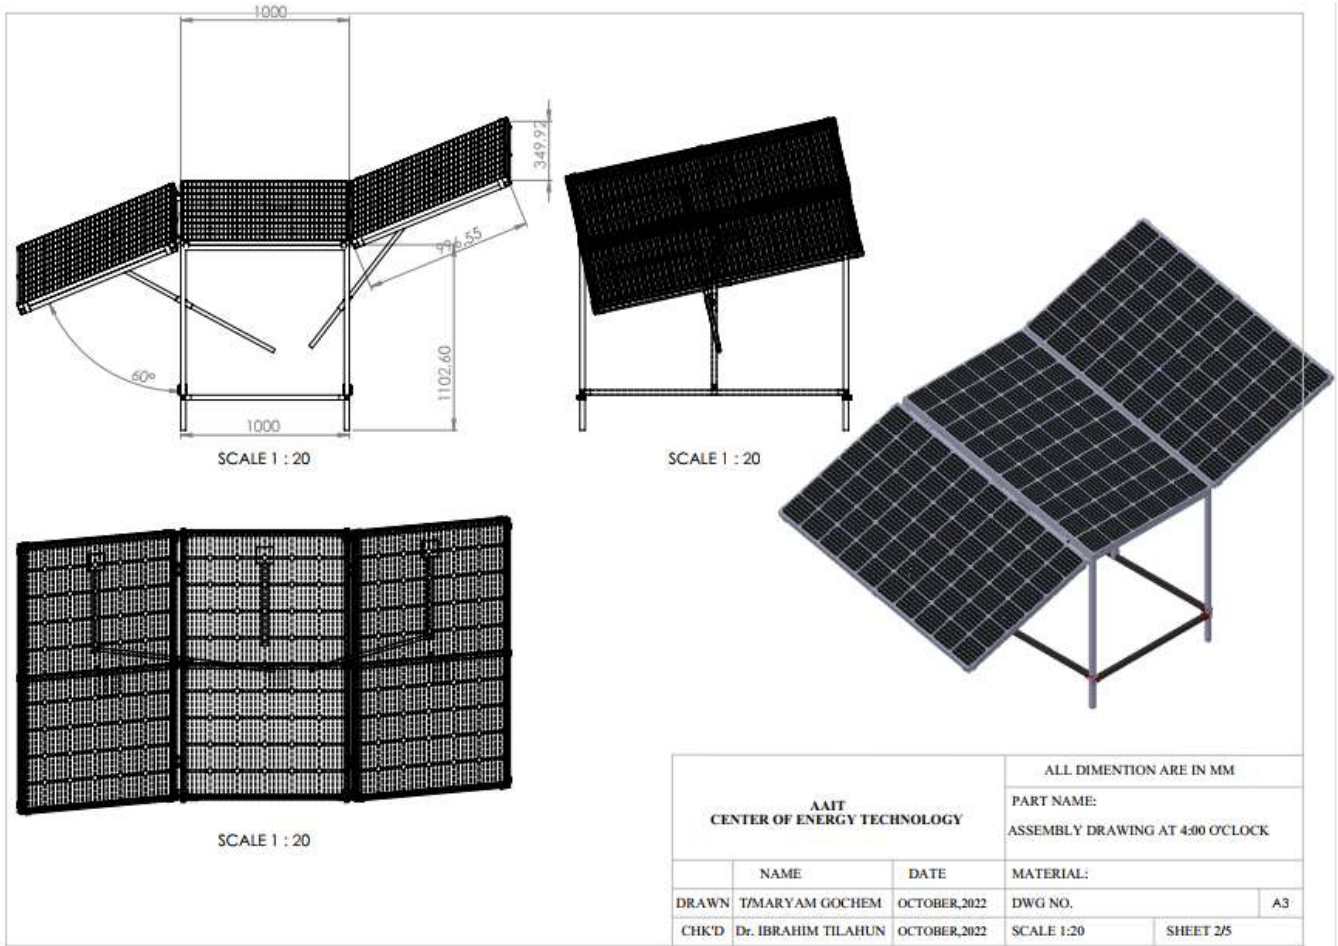 1000
349.92
996.55
60°
1102.60
1000
SCALE 1 : 20
SCALE 1 : 20
SCALE 1 : 20
AAIT
CENTER OF ENERGY TECHNOLOGY
ALL DIMENTION ARE IN MM
PART NAME:
ASSEMBLY DRAWING AT 4:00 O'CLOCK
NAME DATE MATERIAL:
DRAWN T/MARYAM GOCHEM OCTOBER,2022 DWG NO. A3
CHK'D Dr. IBRAHIM TILAHUN OCTOBER,2022 SCALE 1:20 SHEET 2/5